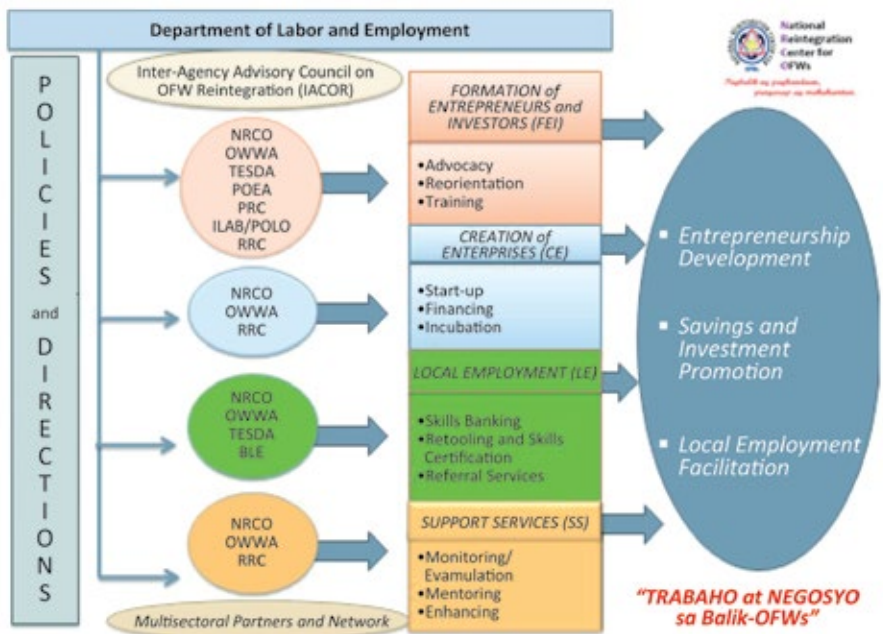 Department of Labor and Employment
National
Reintegration
Center for
OFWs
POLICIES
and
DIRECTIONS
Inter-Agency Advisory Council on
OFW Reintegration (IACOR)
NRCO
OWWA
TESDA
POEA
PRC
ILAB/POLO
RRC
FORMATION of
ENTREPRENEURS and
INVESTORS (FEI)
•Advocacy
•Reorientation
•Training
NRCO
OWWA
RRC
CREATION of
ENTERPRISES (CE)
•Start-up
•Financing
•Incubation
NRCO
OWWA
TESDA
BLE
LOCAL EMPLOYMENT (LE)
•Skills Banking
•Retooling and Skills
Certification
•Referral Services
NRCO
OWWA
RRC
SUPPORT SERVICES (SS)
•Monitoring/
Evamulation
•Mentoring
•Enhancing
Multisectoral Partners and Network
▪ Entrepreneurship
Development
▪ Savings and
Investment
Promotion
▪ Local Employment
Facilitation
"TRABAHO at NEGOSYO
sa Balik-OFWs"